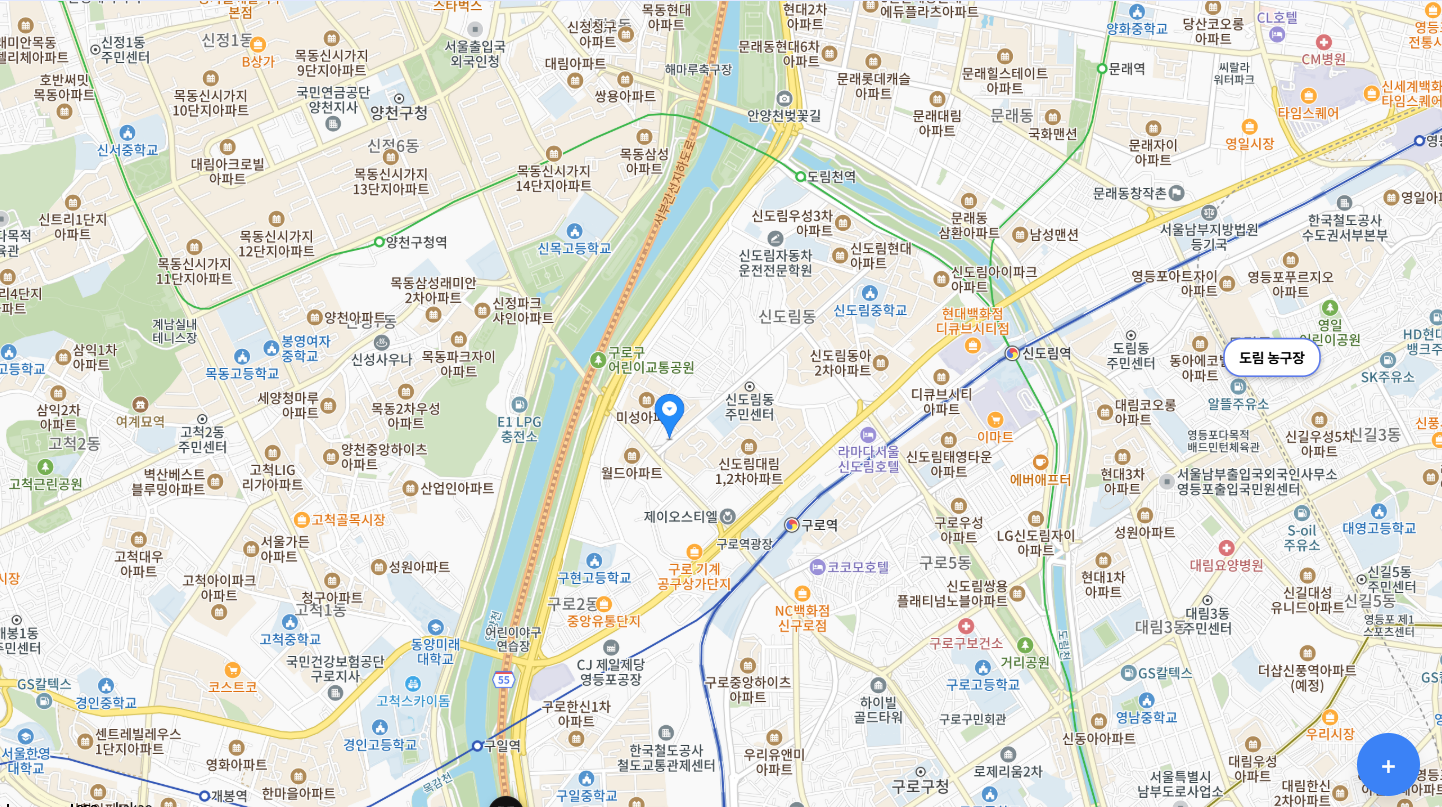 본점
스타벅스
목동현대
아파트
현대2차
아파트
에듀플라츠아파트
양화중학교
당산코오롱
아파트
CL호텔
신정1동
주민센터
신정1동
B상가
목동신시가지
9단지아파트
서울출입국
외국인청
대림아파트
문래동현대6차
아파트
CM병원
호반써밋
목동아파트
목동신시가지
10단지아파트
국민연금공단
양천지사
양천구청
쌍용아파트
해마루축구장
문래롯데캐슬
아파트
문래힐스테이트
아파트
문래역
씨랄라
워터파크
타임스퀘어
신서중학교
대림아크로빌
아파트
신정6동
목동신시가지
13단지아파트
목동신시가지
14단지아파트
목동삼성
아파트
안양천벚꽃길
문래대림
아파트
문래동
국화맨션
문래자이
아파트
영일시장
서부간선지하도로
도림천역
문래동창작촌
신트리1단지
아파트
목동신시가지
12단지아파트
양천구청역
신목고등학교
신도림우성3차
아파트
문래동
삼환아파트
남성맨션
서울남부지방법원
등기국
한국철도공사
수도권서부본부
목동신시가지
11단지아파트
신도림자동차
운전전문학원
신도림현대
아파트
신도림아이파크
아파트
영등포아트자이
아파트
영등포푸르지오
아파트
목동삼성래미안
2차아파트
신정파크
샤인아파트
신도림동
신도림중학교
현대백화점
디큐브시티점
계남실내
테니스장
봉영여자
중학교
신성사우나
목동파크자이
아파트
구로구
어린이교통공원
신도림동아
2차아파트
신도림역
도림동
주민센터
도림 농구장
SK주유소
삼익1차
아파트
목동고등학교
디큐브시티
아파트
알뜰주유소
삼익2차
아파트
여계묘역
고척2동
주민센터
고척2동
세양청마루
아파트
목동2차우성
아파트
E1 LPG
충전소
신도림동
주민센터
이마트
대림코오롱
아파트
영등포다목적
배드민턴체육관
신길우성5차
아파트
신길3동
고척근린공원
벽산베스트
블루밍아파트
고척LIG
리가아파트
양천중앙하이츠
아파트
산업인아파트
월드아파트
신도림대림
1,2차아파트
라마다서울
신도림호텔
신도림태영타운
아파트
에버애프터
현대3차
아파트
서울남부출입국외국인사무소
영등포출입국민원센터
고척골목시장
제이오스티엘
구로역
구로역광장
구로우성
아파트
LG신도림자이
아파트
성원아파트
S-oil
주유소
대영고등학교
고척대우
아파트
서울가든
아파트
성원아파트
구현고등학교
구로 기계
공구상가단지
코코모호텔
구로5동
대림요양병원
고척아이파크
아파트
청구아파트
고척1동
고척중학교
구로2동
중앙유통단지
NC백화점
신구로점
신도림쌍용
플래티넘노블아파트
현대1차
아파트
신길5동
주민센터
신길대성
유니드아파트
신길5동
동양미래
대학교
어린이야구
연습장
구로구보건소
거리공원
도림천
대림3동
주민센터
대림3동
영등포 제1
스포츠센터
국민건강보험공단
구로지사
GS칼텍스
경인중학교
코스트코
고척스카이돔
55
CJ 제일제당
영등포공장
구로중앙하이츠
아파트
구로고등학교
GS칼텍스
더샵신풍역아파트
(예정)
구로한신1차
아파트
하이빌
골드타워
구로구민회관
영남중학교
우리시장
센트레빌레우스
1단지아파트
경인고등학교
구일역
한국철도공사
철도교통관제센터
우리유앤미
아파트
신동아아파트
서울한영
대학교
영화아파트
한마을아파트
목감천
개봉역
구일중학교
구로구청
로제리움2차
서울특별시
남부도로사업소
대림우성
아파트
대림한신
2차아파트
+